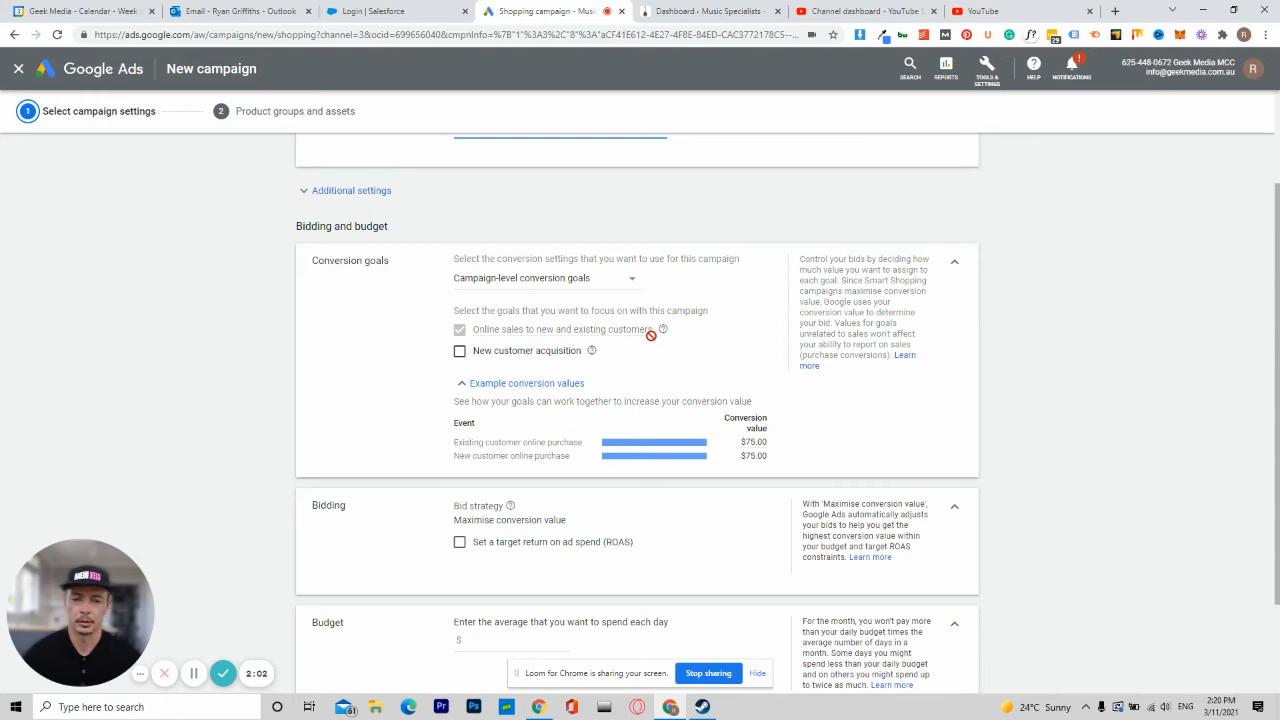 Geek Media - Calendar - Week s
Email - Ryan Griffiths - Outlook
Login | Salesforce
Shopping campaign - Musi
Dashboard ‹ Music Specialists -
Channel dashboard - YouTube S
YouTube
https://ads.google.com/aw/campaigns/new/shopping?channel=3&ocid=699656040&cmpnInfo=%7B"1"%3A3%2C"8"%3A"aCF41E612-4E27-4F8E-84ED-CAC3772178C5--...
Google Ads
New campaign
SEARCH
REPORTS
TOOLS & SETTINGS
HELP
NOTIFICATIONS
625-448-0672 Geek Media MCC
info@geekmedia.com.au
R
1 Select campaign settings
2 Product groups and assets
Additional settings
Bidding and budget
Conversion goals
Select the conversion settings that you want to use for this campaign
Campaign-level conversion goals
Select the goals that you want to focus on with this campaign
Online sales to new and existing customers
New customer acquisition
Example conversion values
See how your goals can work together to increase your conversion value
Event
Conversion value
Existing customer online purchase $75.00
New customer online purchase $75.00
Control your bids by deciding how
much value you want to assign to
each goal. Since Smart Shopping
campaigns maximise conversion
value, Google uses your
conversion value to determine
your bid. Values for goals
unrelated to sales won't affect
your ability to report on sales
(purchase conversions). Learn
more
Bidding
Bid strategy
Maximise conversion value
Set a target return on ad spend (ROAS)
With 'Maximise conversion value',
Google Ads automatically adjusts
your bids to help you get the
highest conversion value within
your budget and target ROAS
constraints. Learn more
Budget
Enter the average that you want to spend each day
$
For the month, you won't pay more
than your daily budget times the
average number of days in a
month. Some days you might
spend less than your daily budget
and on others you might spend up
to twice as much. Learn more
Loom for Chrome is sharing your screen.
Stop sharing
Hide
2:02
Type here to search
24°C Sunny
2:20 PM
3/11/2021